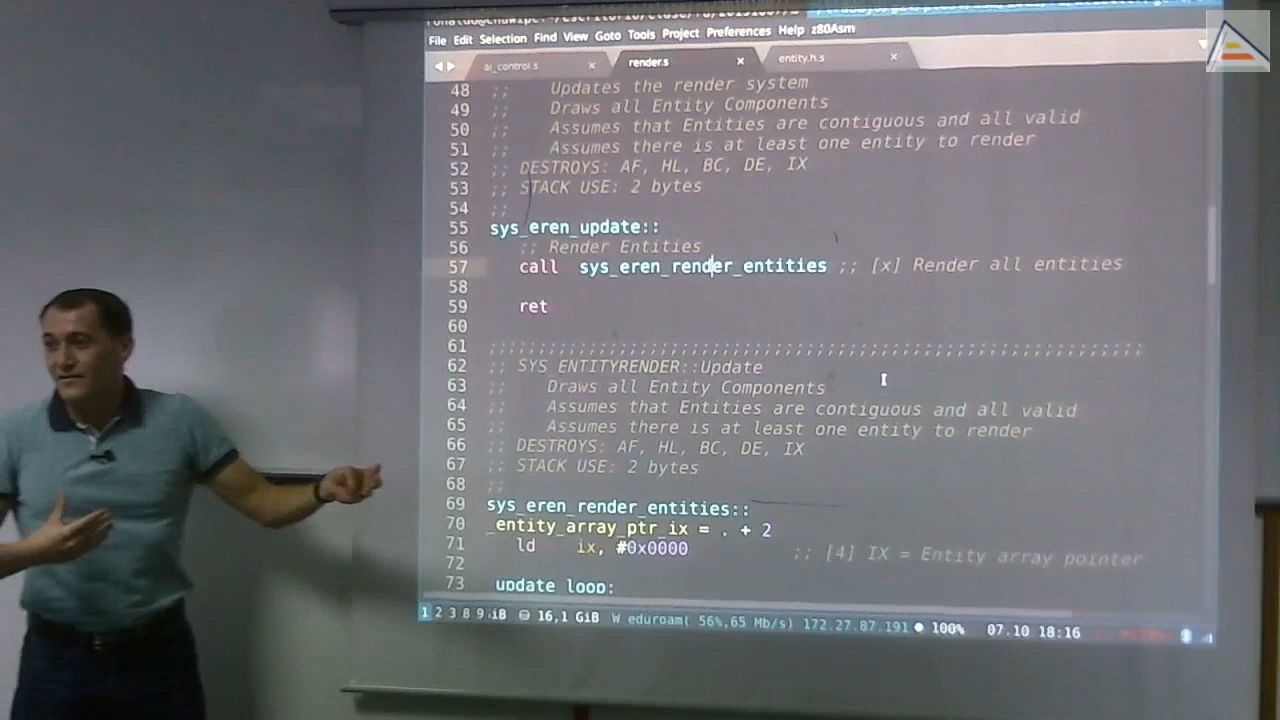 File Edit Selection Find View Goto Tools Project Preferences Help z80Asm
ai_control.s × render.s × entity.h.s ×
48 ;; Updates the render system
49 ;; Draws all Entity Components
50 ;; Assumes that Entities are contiguous and all valid
51 ;; Assumes there is at least one entity to render
52 ;; DESTROYS: AF, HL, BC, DE, IX
53 ;; STACK USE: 2 bytes
54 ;;
55 sys_eren_update::
56 ;; Render Entities
57 call sys_eren_render_entities ;; [x] Render all entities
58
59 ret
60
61 ;;;;;;;;;;;;;;;;;;;;;;;;;;;;;;;;;;;;;;;;;;;;;;;;;;;;;;;;;;;;;;;;;;
62 ;; SYS ENTITYRENDER::Update
63 ;; Draws all Entity Components
64 ;; Assumes that Entities are contiguous and all valid
65 ;; Assumes there is at least one entity to render
66 ;; DESTROYS: AF, HL, BC, DE, IX
67 ;; STACK USE: 2 bytes
68 ;;
69 sys_eren_render_entities::
70 _entity_array_ptr_ix = . + 2
71 ld ix, #0x0000 ;; [4] IX = Entity array pointer
72
73 update_loop:
1 2 3 8 9 iB 16,1 GiB W eduroam( 56%,65 Mb/s) 172.27.87.191 100% 07.10 18:16